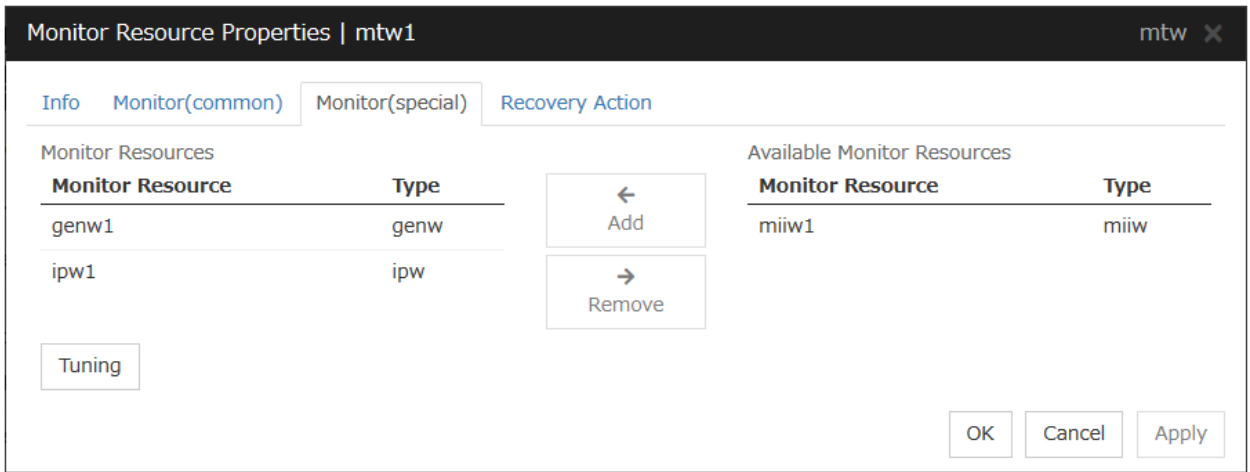 Monitor Resource Properties | mtw1 mtw
Info Monitor(common) Monitor(special) Recovery Action
Monitor Resources
Monitor Resource Type
genw1 genw
ipw1 ipw
Add
Remove
Available Monitor Resources
Monitor Resource Type
miiw1 miiw
Tuning
OK Cancel Apply